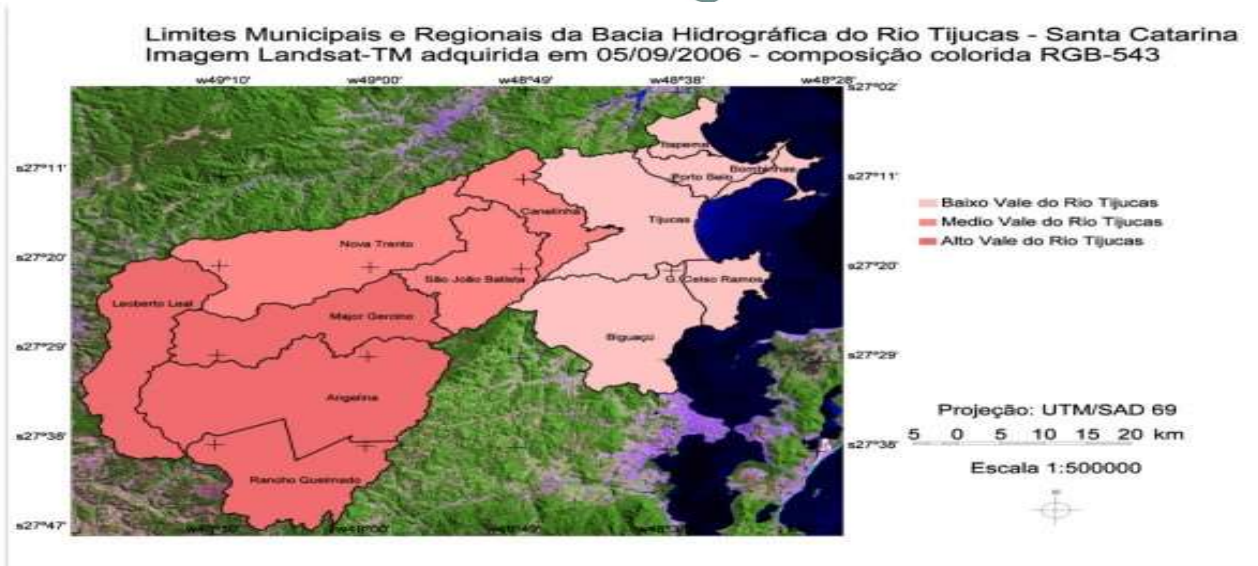 Limites Municipais e Regionais da Bacia Hidrográfica do Rio Tijucas - Santa Catarina
Imagem Landsat-TM adquirida em 05/09/2006 - composição colorida RGB-543
w49°10' w49°00' w48°49' w48°38' w48°28'
s27°02'
Itapema
s27°11' Porto Belo Bombinhas s27°11'
Canelinha
Tijucas
Baixo Vale do Rio Tijucas
Medio Vale do Rio Tijucas
Alto Vale do Rio Tijucas
Nova Trento
s27°20' São João Batista G. Celso Ramos s27°20'
Leoberto Leal
Major Gercino
Biguaçú
s27°29' s27°29'
Angelina
Projeção: UTM/SAD 69
s27°38' s27°38'
5 0 5 10 15 20 km
Escala 1:500000
Rancho Queimado
s27°47' w49°00' w48°49'